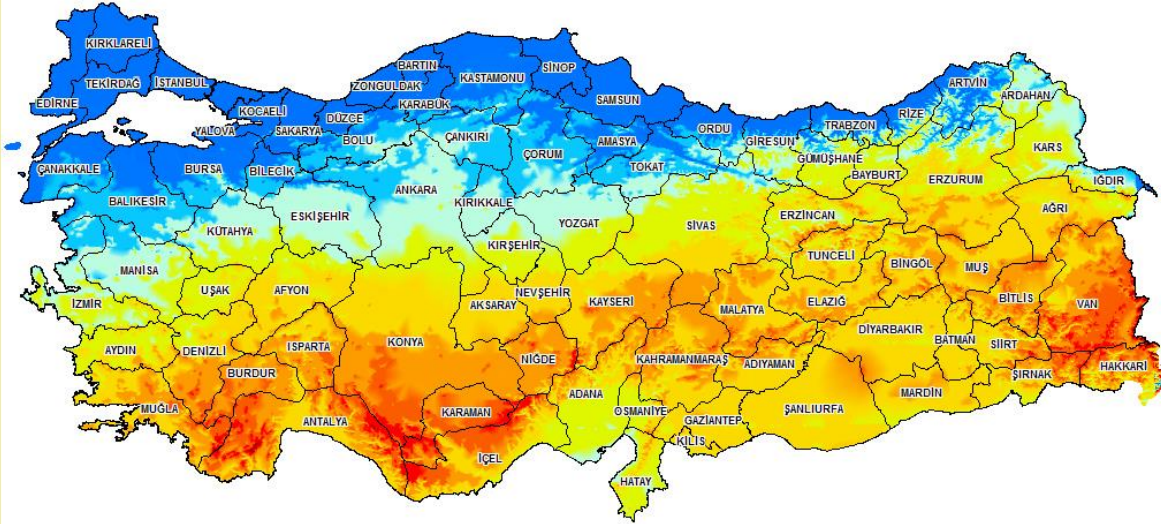 KIRKLARELİ
TEKİRDAĞ
İSTANBUL
EDİRNE
KOCAELİ
YALOVA
SAKARYA
DÜZCE
ZONGULDAK
BARTIN
KARABÜK
KASTAMONU
SİNOP
SAMSUN
ORDU
GİRESUN
TRABZON
RİZE
ARTVİN
ARDAHAN
ÇANAKKALE
BURSA
BİLECİK
BOLU
ÇANKIRI
ÇORUM
AMASYA
TOKAT
GÜMÜŞHANE
BAYBURT
ERZURUM
KARS
IĞDIR
BALIKESİR
KÜTAHYA
ESKİŞEHİR
ANKARA
KIRIKKALE
YOZGAT
SİVAS
ERZİNCAN
AĞRI
MANİSA
UŞAK
AFYON
KIRŞEHİR
TUNCELİ
BİNGÖL
MUŞ
İZMİR
AKSARAY
NEVŞEHİR
KAYSERİ
MALATYA
ELAZIĞ
BİTLİS
VAN
AYDIN
DENİZLİ
ISPARTA
KONYA
NİĞDE
KAHRAMANMARAŞ
ADIYAMAN
DİYARBAKIR
BATMAN
SİİRT
ŞIRNAK
HAKKARİ
BURDUR
MUĞLA
ANTALYA
KARAMAN
ADANA
OSMANİYE
GAZİANTEP
ŞANLIURFA
MARDİN
KİLİS
İÇEL
HATAY